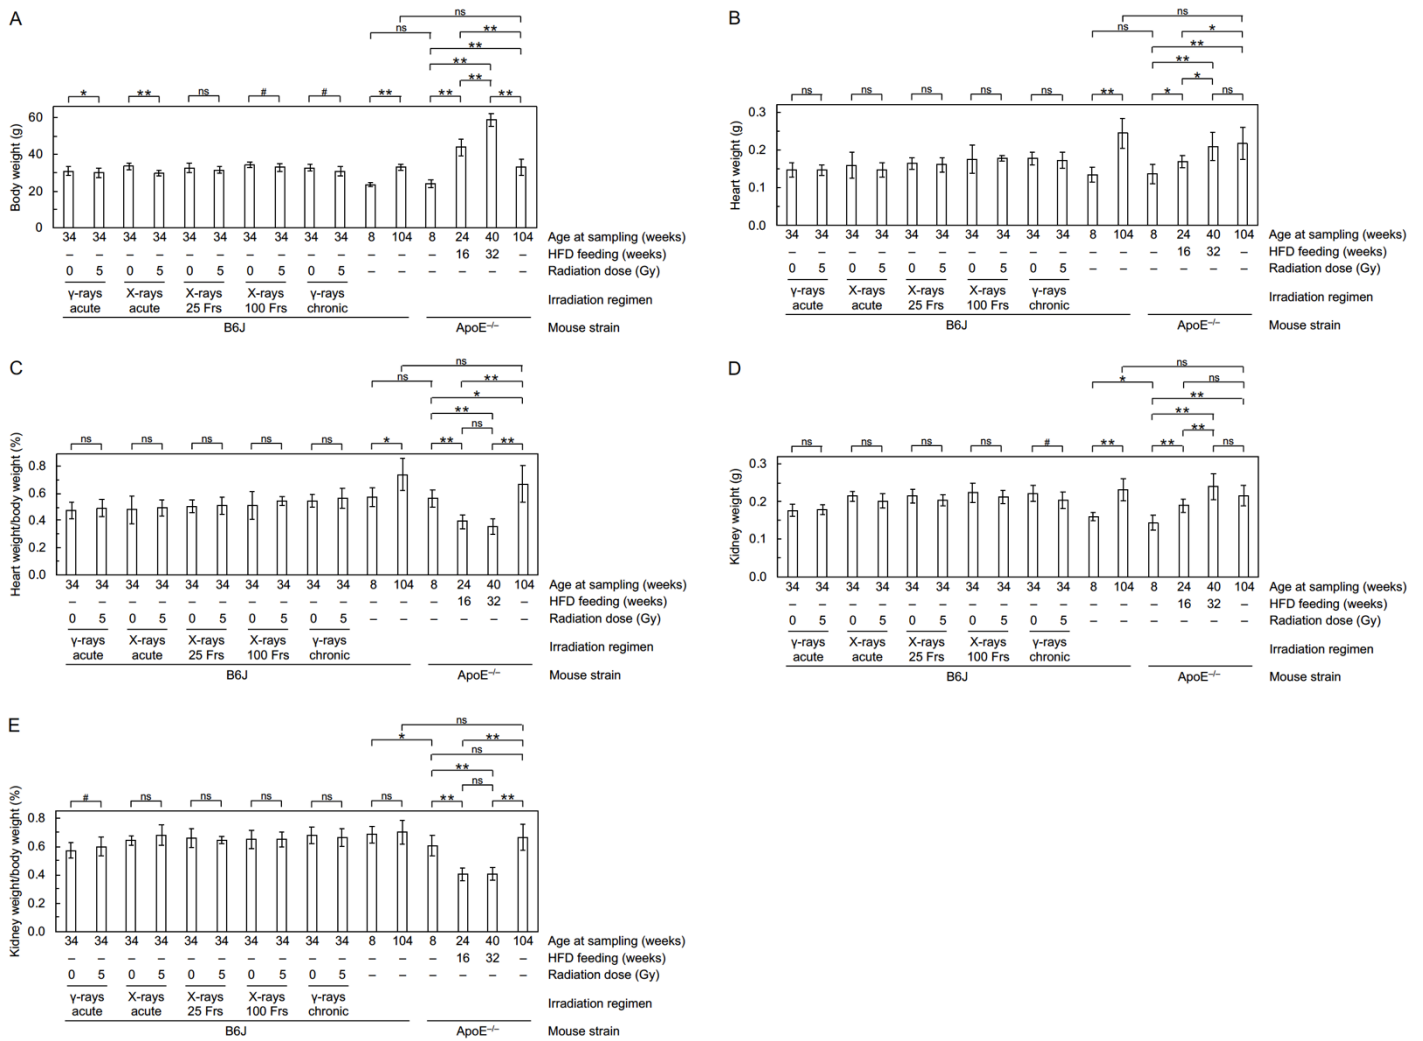 A
ns
ns
**
**
**
**
* ** ns # # ** ** **
Body weight (g)
60
40
20
0
34 34 34 34 34 34 34 34 34 34 8 104 8 24 40 104 Age at sampling (weeks)
– – – – – – – – – – – – – 16 32 – HFD feeding (weeks)
0 5 0 5 0 5 0 5 0 5 – – – – – – Radiation dose (Gy)
γ-rays acute X-rays acute X-rays 25 Frs X-rays 100 Frs γ-rays chronic Irradiation regimen
B6J ApoE–/– Mouse strain
B
ns
ns
*
**
**
*
ns ns ns ns ns ** * ns
Heart weight (g)
0.3
0.2
0.1
0.0
34 34 34 34 34 34 34 34 34 34 8 104 8 24 40 104 Age at sampling (weeks)
– – – – – – – – – – – – – 16 32 – HFD feeding (weeks)
0 5 0 5 0 5 0 5 0 5 – – – – – – Radiation dose (Gy)
γ-rays acute X-rays acute X-rays 25 Frs X-rays 100 Frs γ-rays chronic Irradiation regimen
B6J ApoE–/– Mouse strain
C
ns
ns
**
*
**
ns
ns ns ns ns ns * ** **
Heart weight/body weight (%)
0.8
0.6
0.4
0.2
0.0
34 34 34 34 34 34 34 34 34 34 8 104 8 24 40 104 Age at sampling (weeks)
– – – – – – – – – – – – – 16 32 – HFD feeding (weeks)
0 5 0 5 0 5 0 5 0 5 – – – – – – Radiation dose (Gy)
γ-rays acute X-rays acute X-rays 25 Frs X-rays 100 Frs γ-rays chronic Irradiation regimen
B6J ApoE–/– Mouse strain
D
ns
* ns
**
**
**
ns ns ns ns # ** ** ns
Kidney weight (g)
0.3
0.2
0.1
0.0
34 34 34 34 34 34 34 34 34 34 8 104 8 24 40 104 Age at sampling (weeks)
– – – – – – – – – – – – – 16 32 – HFD feeding (weeks)
0 5 0 5 0 5 0 5 0 5 – – – – – – Radiation dose (Gy)
γ-rays acute X-rays acute X-rays 25 Frs X-rays 100 Frs γ-rays chronic Irradiation regimen
B6J ApoE–/– Mouse strain
E
ns
* **
ns
**
ns
# ns ns ns ns ns ** **
Kidney weight/body weight (%)
0.8
0.6
0.4
0.2
0.0
34 34 34 34 34 34 34 34 34 34 8 104 8 24 40 104 Age at sampling (weeks)
– – – – – – – – – – – – – 16 32 – HFD feeding (weeks)
0 5 0 5 0 5 0 5 0 5 – – – – – – Radiation dose (Gy)
γ-rays acute X-rays acute X-rays 25 Frs X-rays 100 Frs γ-rays chronic Irradiation regimen
B6J ApoE–/– Mouse strain